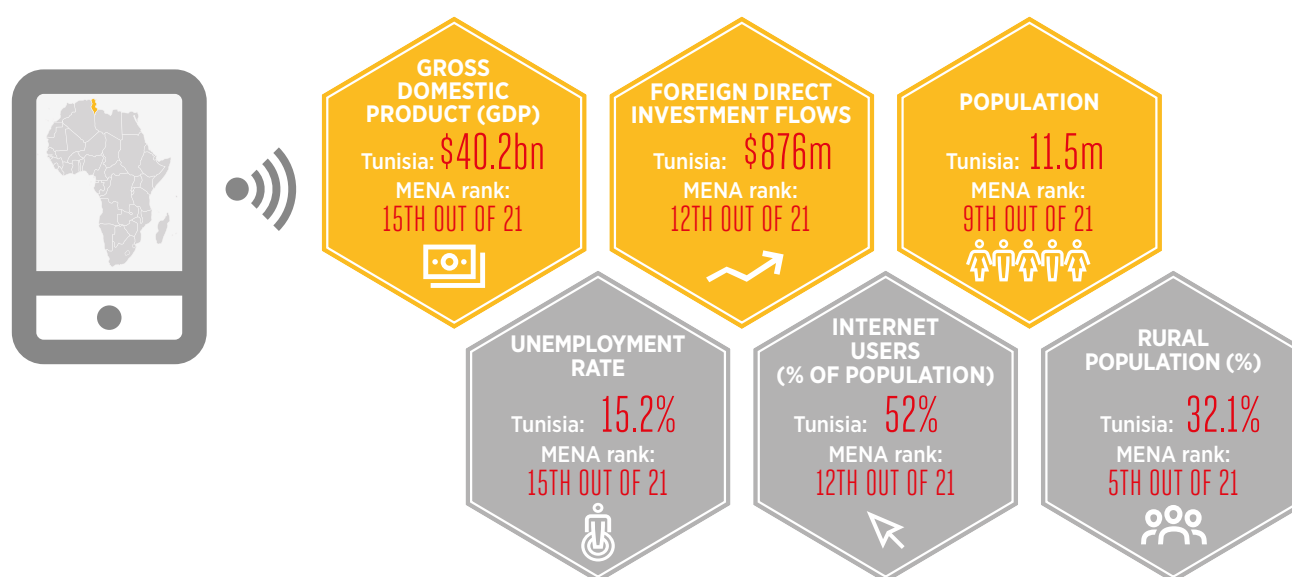 GROSS
DOMESTIC
PRODUCT (GDP)
Tunisia: $40.2bn
MENA rank:
15TH OUT OF 21
FOREIGN DIRECT
INVESTMENT FLOWS
Tunisia: $876m
MENA rank:
12TH OUT OF 21
POPULATION
Tunisia: 11.5m
MENA rank:
9TH OUT OF 21
UNEMPLOYMENT
RATE
Tunisia: 15.2%
MENA rank:
15TH OUT OF 21
INTERNET
USERS
(% OF POPULATION)
Tunisia: 52%
MENA rank:
12TH OUT OF 21
RURAL
POPULATION (%)
Tunisia: 32.1%
MENA rank:
5TH OUT OF 21